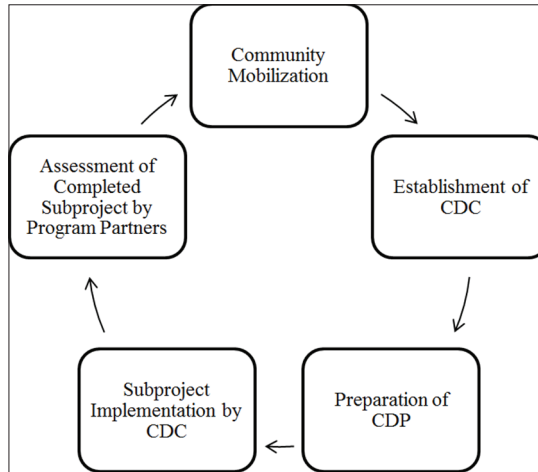 Community
Mobilization
Establishment of
CDC
Preparation of
CDP
Subproject
Implementation by
CDC
Assessment of
Completed
Subproject by
Program Partners